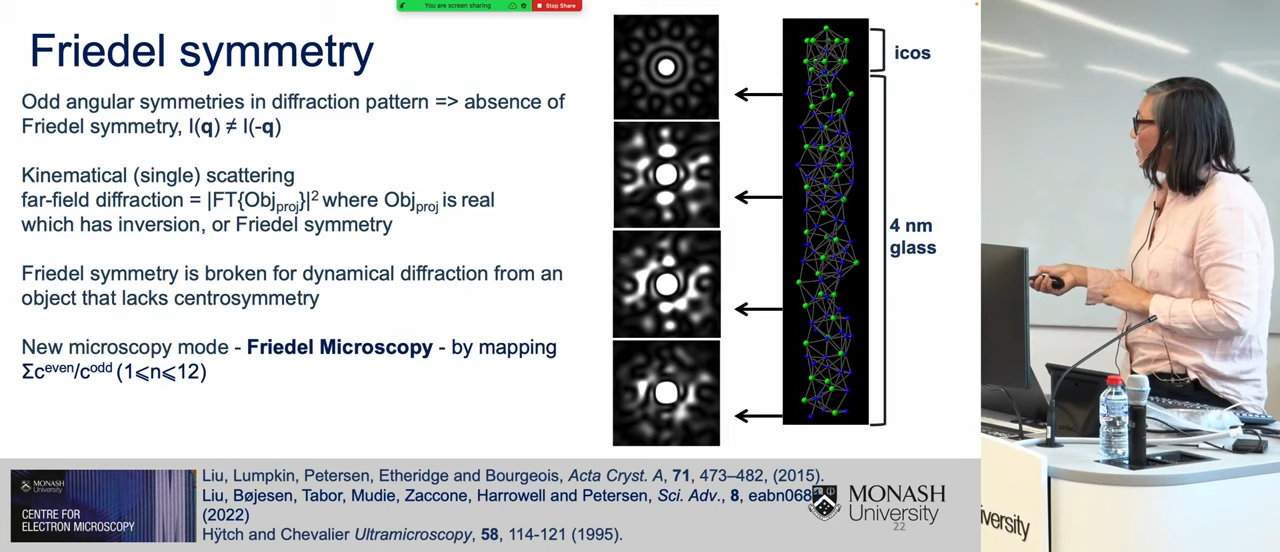 You are screen sharing
Stop Share
Friedel symmetry
Odd angular symmetries in diffraction pattern => absence of
Friedel symmetry, I(q) ≠ I(-q)
Kinematical (single) scattering
far-field diffraction = |FT{Obj_proj}|² where Obj_proj is real
which has inversion, or Friedel symmetry
Friedel symmetry is broken for dynamical diffraction from an
object that lacks centrosymmetry
New microscopy mode - Friedel Microscopy - by mapping
Σc^even/c^odd (1⩽n⩽12)
icos
4 nm
glass
MONASH
University
CENTRE FOR
ELECTRON MICROSCOPY
Liu, Lumpkin, Petersen, Etheridge and Bourgeois, Acta Cryst. A, 71, 473–482, (2015).
Liu, Bøjesen, Tabor, Mudie, Zaccone, Harrowell and Petersen, Sci. Adv., 8, eabn068
(2022)
Hÿtch and Chevalier Ultramicroscopy, 58, 114-121 (1995).
MONASH
University
22
iversity